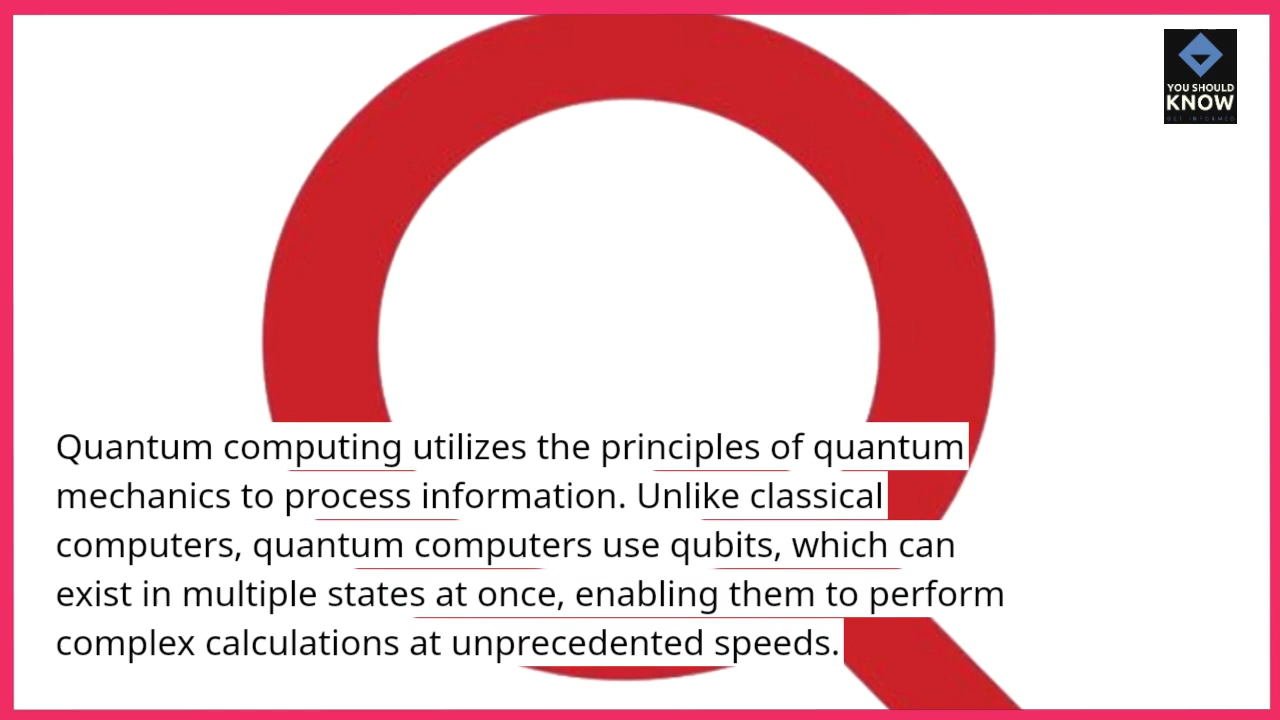 YOU SHOULD
KNOW
GET INFORMED
Quantum computing utilizes the principles of quantum
mechanics to process information. Unlike classical
computers, quantum computers use qubits, which can
exist in multiple states at once, enabling them to perform
complex calculations at unprecedented speeds.